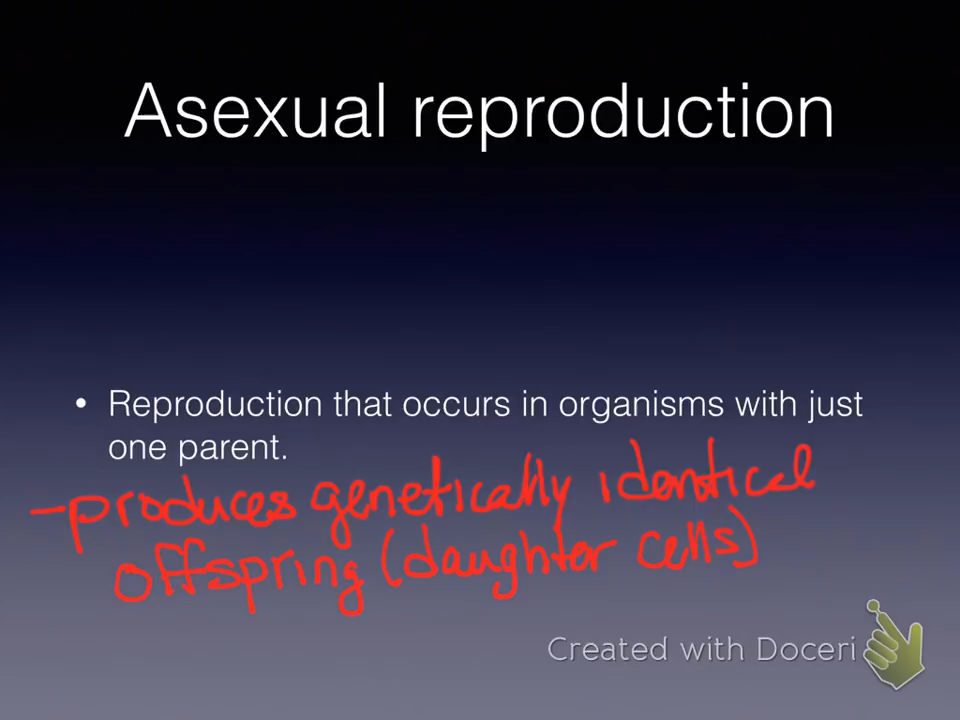 Asexual reproduction
• Reproduction that occurs in organisms with just
one parent.
-produces genetically identical
offspring (daughter cells)
Created with Doceri